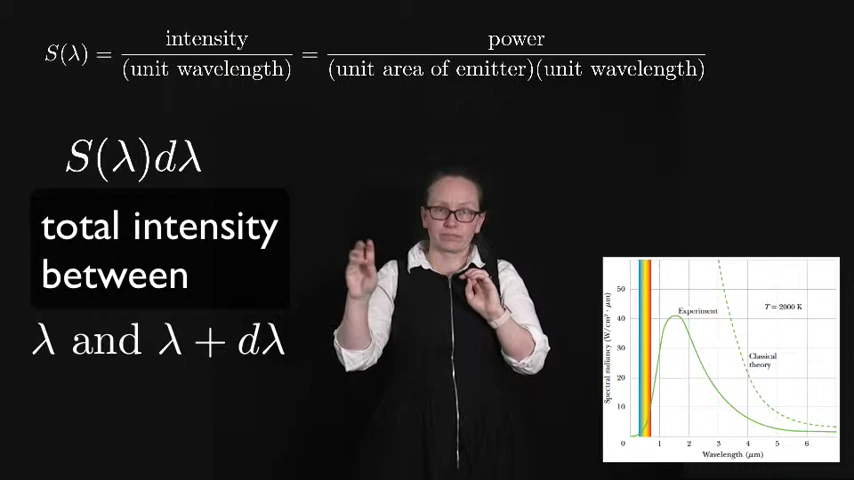 S(λ) = intensity / (unit wavelength) = power / (unit area of emitter)(unit wavelength)
S(λ)dλ
total intensity
between
λ and λ + dλ
Spectral radiancy (W/cm² · μm)
50
40
30
20
10
0
Experiment
T = 2000 K
Classical
theory
1 2 3 4 5 6
Wavelength (μm)